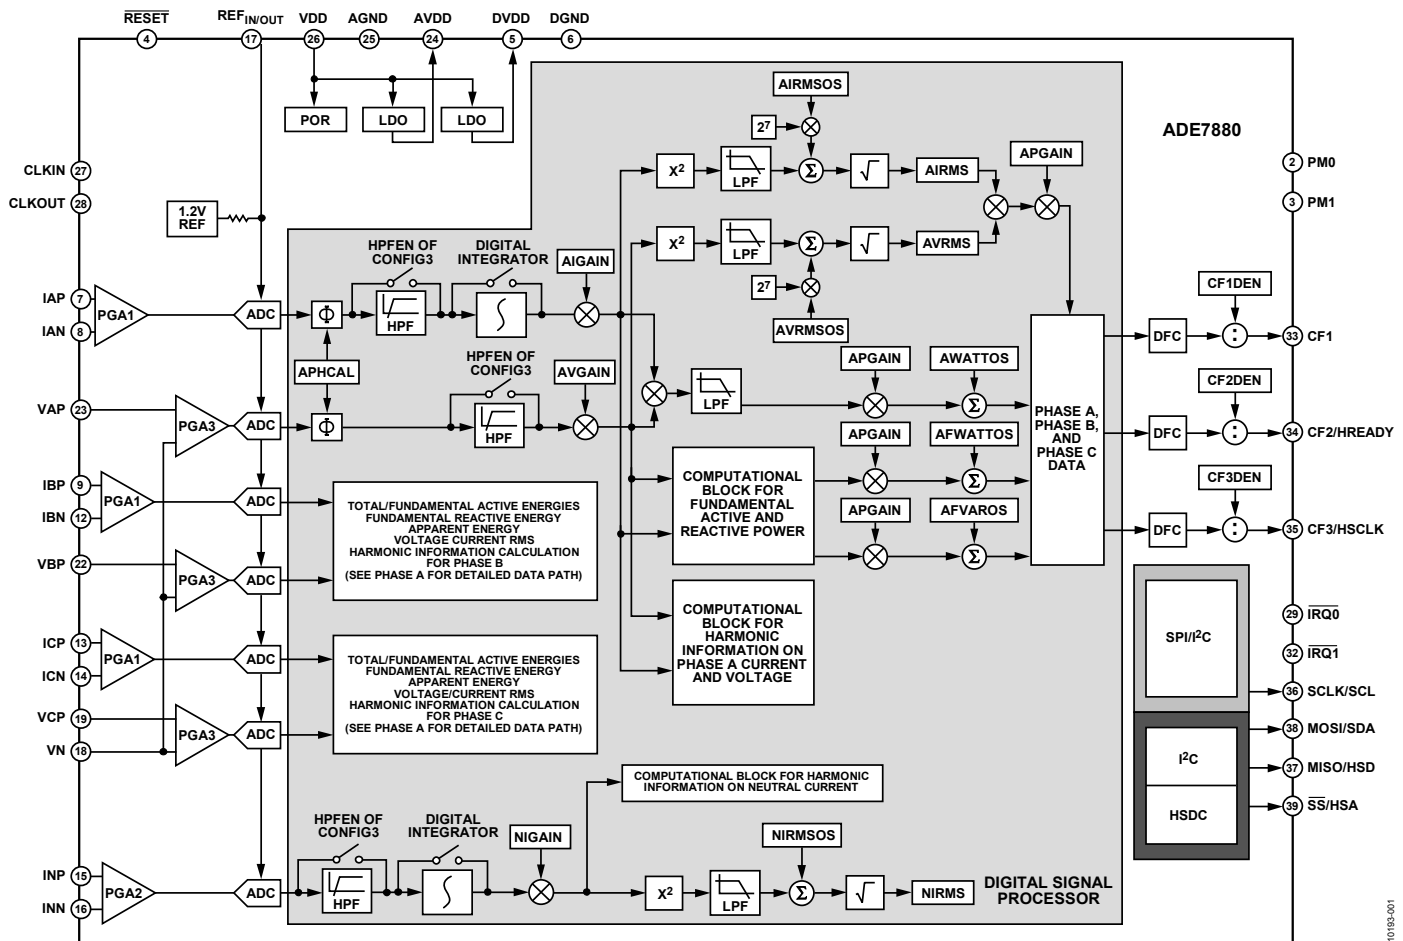 RESET
REFIN/OUT
VDD
AGND
AVDD
DVDD
DGND
4
17
26
25
24
5
6
POR
LDO
LDO
ADE7880
CLKIN
27
CLKOUT
28
1.2V
REF
2
PM0
3
PM1
AIRMSOS
2⁷
X²
LPF
Σ
√
AIRMS
APGAIN
X²
LPF
Σ
√
AVRMS
2⁷
AVRMSOS
HPFEN OF
CONFIG3
DIGITAL
INTEGRATOR
AIGAIN
IAP
7
IAN
8
PGA1
ADC
Φ
HPF
∫
APHCAL
HPFEN OF
CONFIG3
AVGAIN
VAP
23
PGA3
ADC
Φ
HPF
LPF
APGAIN
AWATTOS
Σ
APGAIN
AFWATTOS
Σ
APGAIN
AFVAROS
Σ
PHASE A,
PHASE B,
AND
PHASE C
DATA
CF1DEN
DFC
:
33
CF1
CF2DEN
DFC
:
34
CF2/HREADY
CF3DEN
DFC
:
35
CF3/HSCLK
COMPUTATIONAL
BLOCK FOR
FUNDAMENTAL
ACTIVE AND
REACTIVE POWER
COMPUTATIONAL
BLOCK FOR
HARMONIC
INFORMATION ON
PHASE A CURRENT
AND VOLTAGE
IBP
9
IBN
12
PGA1
ADC
VBP
22
PGA3
ADC
TOTAL/FUNDAMENTAL ACTIVE ENERGIES
FUNDAMENTAL REACTIVE ENERGY
APPARENT ENERGY
VOLTAGE CURRENT RMS
HARMONIC INFORMATION CALCULATION
FOR PHASE B
(SEE PHASE A FOR DETAILED DATA PATH)
ICP
13
ICN
14
PGA1
ADC
VCP
19
VN
18
PGA3
ADC
TOTAL/FUNDAMENTAL ACTIVE ENERGIES
FUNDAMENTAL REACTIVE ENERGY
APPARENT ENERGY
VOLTAGE/CURRENT RMS
HARMONIC INFORMATION CALCULATION
FOR PHASE C
(SEE PHASE A FOR DETAILED DATA PATH)
SPI/I²C
I²C
HSDC
29
IRQ0
32
IRQ1
36
SCLK/SCL
38
MOSI/SDA
37
MISO/HSD
39
SS/HSA
COMPUTATIONAL BLOCK FOR HARMONIC
INFORMATION ON NEUTRAL CURRENT
HPFEN OF
CONFIG3
DIGITAL
INTEGRATOR
NIGAIN
NIRMSOS
INP
15
INN
16
PGA2
ADC
HPF
∫
X²
LPF
Σ
√
NIRMS
DIGITAL SIGNAL
PROCESSOR
10193-001